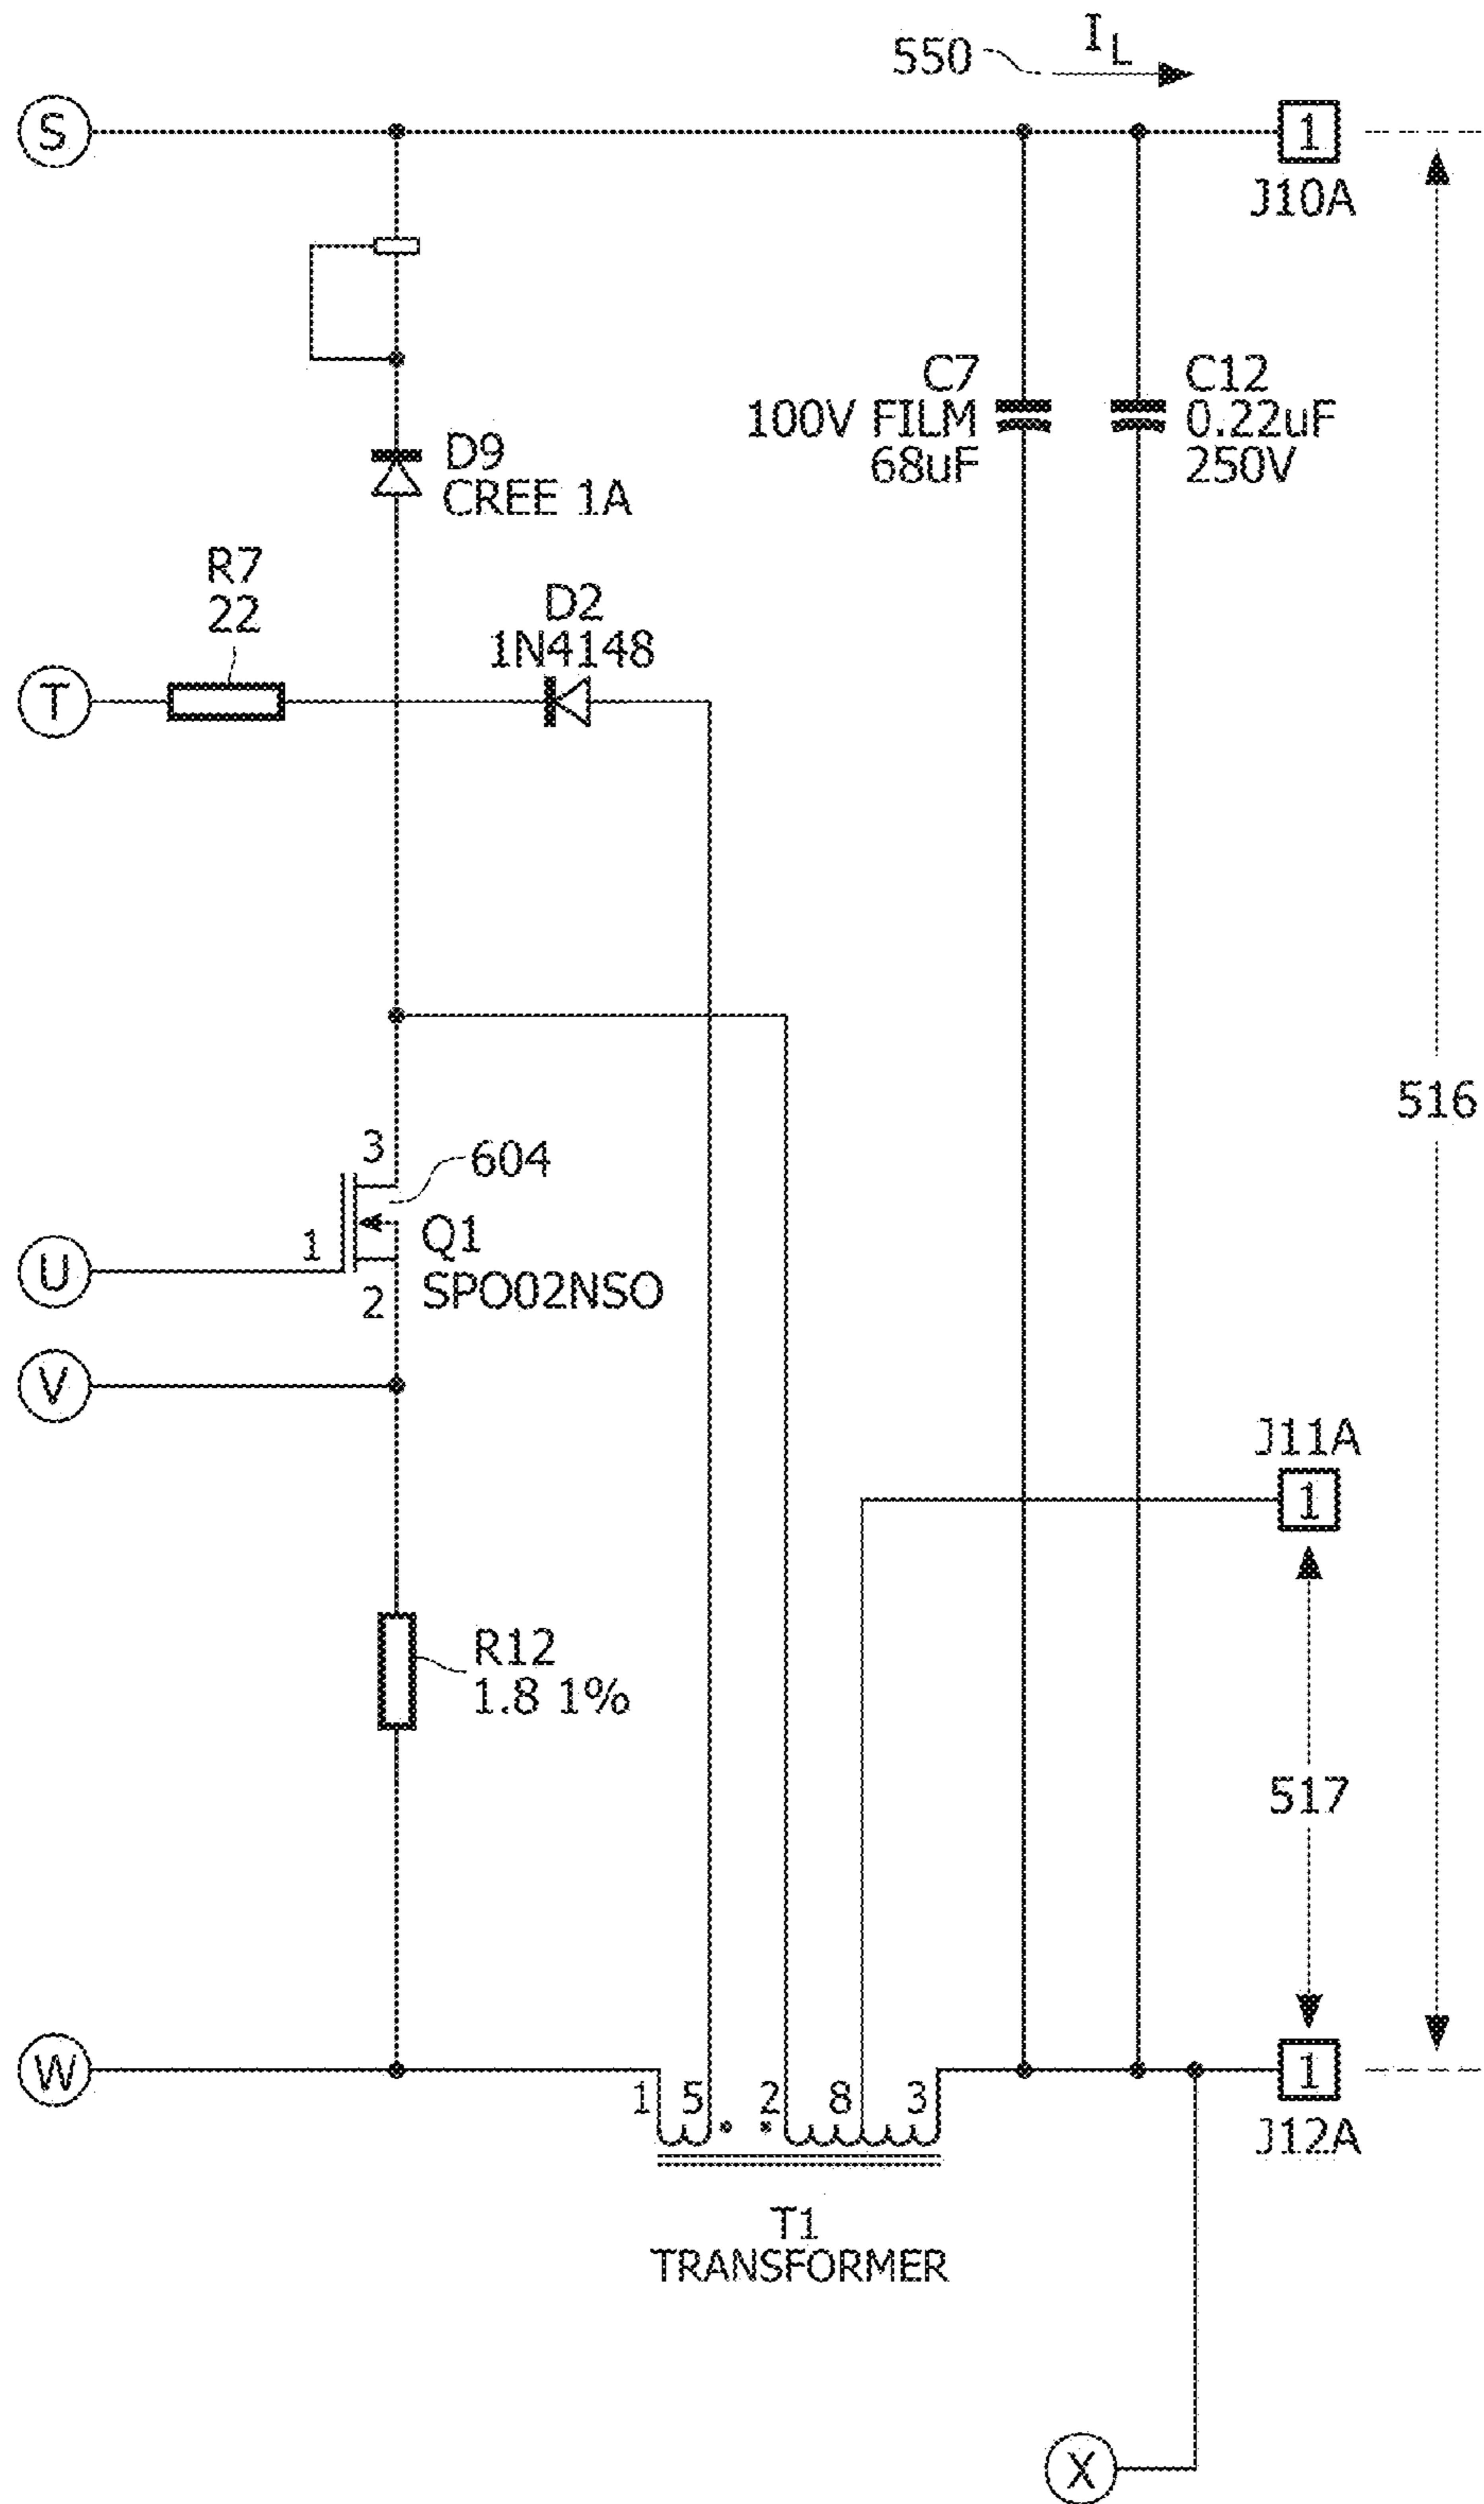 550
I_L
S
1
J10A
C7
100V FILM
68uF
C12
0.22uF
250V
D9
CREE 1A
R7
22
D2
1N4148
T
516
3
604
1
Q1
U
SPO02NSO
2
V
J11A
1
R12
1.8 1%
517
W
1
5
2
8
3
1
J12A
T1
TRANSFORMER
X